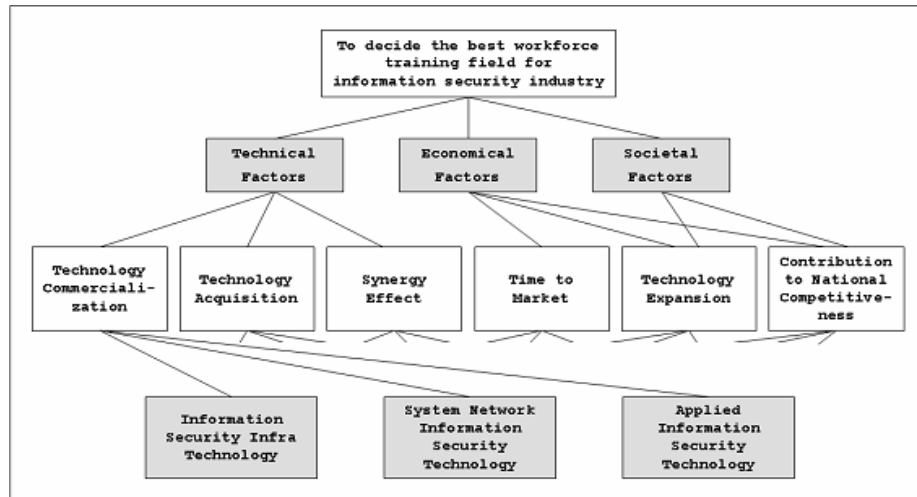 To decide the best workforce
training field for
information security industry
Technical
Factors
Economical
Factors
Societal
Factors
Technology
Commerciali-
zation
Technology
Acquisition
Synergy
Effect
Time to
Market
Technology
Expansion
Contribution
to National
Competitive-
ness
Information
Security Infra
Technology
System Network
Information
Security
Technology
Applied
Information
Security
Technology